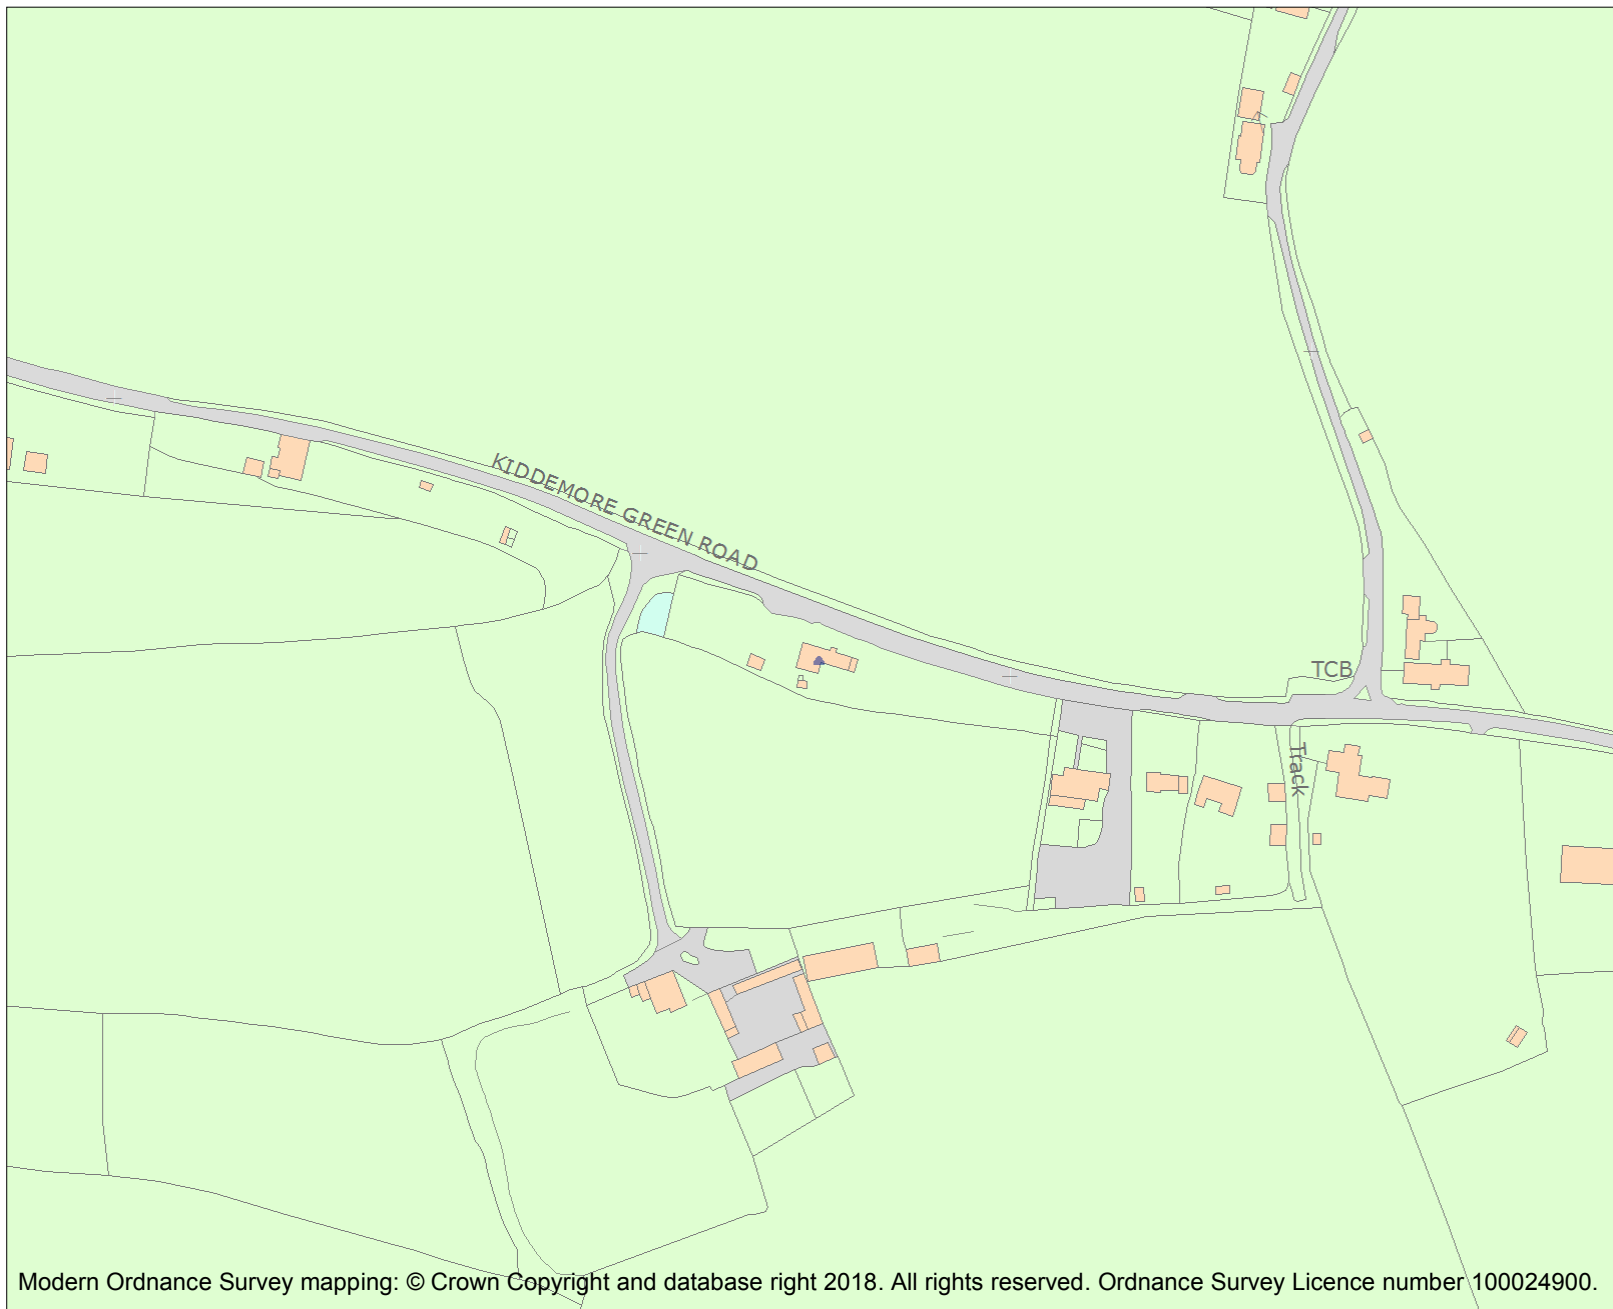 KIDDEMORE GREEN ROAD
TCB
Track
Modern Ordnance Survey mapping: © Crown Copyright and database right 2018. All rights reserved. Ordnance Survey Licence number 100024900.